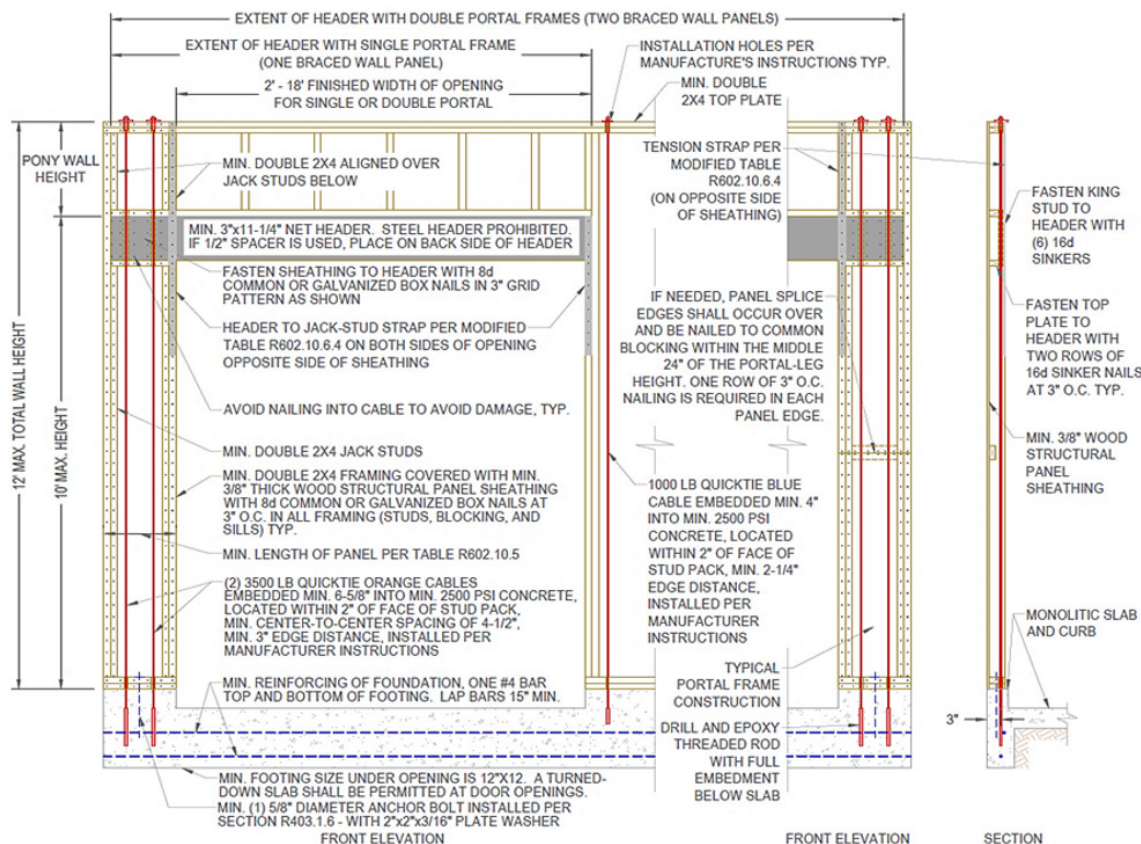 EXTENT OF HEADER WITH DOUBLE PORTAL FRAMES (TWO BRACED WALL PANELS)
EXTENT OF HEADER WITH SINGLE PORTAL FRAME
(ONE BRACED WALL PANEL)
2' - 18' FINISHED WIDTH OF OPENING
FOR SINGLE OR DOUBLE PORTAL
INSTALLATION HOLES PER
MANUFACTURE'S INSTRUCTIONS TYP.
MIN. DOUBLE
2X4 TOP PLATE
PONY WALL
HEIGHT
12' MAX. TOTAL WALL HEIGHT
10' MAX. HEIGHT
MIN. DOUBLE 2X4 ALIGNED OVER
JACK STUDS BELOW
TENSION STRAP PER
MODIFIED TABLE
R602.10.6.4
(ON OPPOSITE SIDE
OF SHEATHING)
MIN. 3"x11-1/4" NET HEADER. STEEL HEADER PROHIBITED.
IF 1/2" SPACER IS USED, PLACE ON BACK SIDE OF HEADER
FASTEN SHEATHING TO HEADER WITH 8d
COMMON OR GALVANIZED BOX NAILS IN 3" GRID
PATTERN AS SHOWN
HEADER TO JACK-STUD STRAP PER MODIFIED
TABLE R602.10.6.4 ON BOTH SIDES OF OPENING
OPPOSITE SIDE OF SHEATHING
AVOID NAILING INTO CABLE TO AVOID DAMAGE, TYP.
MIN. DOUBLE 2X4 JACK STUDS
MIN. DOUBLE 2X4 FRAMING COVERED WITH MIN.
3/8" THICK WOOD STRUCTURAL PANEL SHEATHING
WITH 8d COMMON OR GALVANIZED BOX NAILS AT
3" O.C. IN ALL FRAMING (STUDS, BLOCKING, AND
SILLS) TYP.
MIN. LENGTH OF PANEL PER TABLE R602.10.5
(2) 3500 LB QUICKTIE ORANGE CABLES
EMBEDDED MIN. 6-5/8" INTO MIN. 2500 PSI CONCRETE,
LOCATED WITHIN 2" OF FACE OF STUD PACK,
MIN. CENTER-TO-CENTER SPACING OF 4-1/2",
MIN. 3" EDGE DISTANCE, INSTALLED PER
MANUFACTURER INSTRUCTIONS
MIN. REINFORCING OF FOUNDATION, ONE #4 BAR
TOP AND BOTTOM OF FOOTING. LAP BARS 15" MIN.
MIN. FOOTING SIZE UNDER OPENING IS 12"X12. A TURNED-
DOWN SLAB SHALL BE PERMITTED AT DOOR OPENINGS.
MIN. (1) 5/8" DIAMETER ANCHOR BOLT INSTALLED PER
SECTION R403.1.6 - WITH 2"x2"x3/16" PLATE WASHER
FRONT ELEVATION
IF NEEDED, PANEL SPLICE
EDGES SHALL OCCUR OVER
AND BE NAILED TO COMMON
BLOCKING WITHIN THE MIDDLE
24" OF THE PORTAL-LEG
HEIGHT. ONE ROW OF 3" O.C.
NAILING IS REQUIRED IN EACH
PANEL EDGE.
1000 LB QUICKTIE BLUE
CABLE EMBEDDED MIN. 4"
INTO MIN. 2500 PSI
CONCRETE, LOCATED
WITHIN 2" OF FACE OF
STUD PACK, MIN. 2-1/4"
EDGE DISTANCE,
INSTALLED PER
MANUFACTURER
INSTRUCTIONS
TYPICAL
PORTAL FRAME
CONSTRUCTION
DRILL AND EPOXY
THREADED ROD
WITH FULL
EMBEDMENT
BELOW SLAB
FRONT ELEVATION
FASTEN KING
STUD TO
HEADER WITH
(6) 16d
SINKERS
FASTEN TOP
PLATE TO
HEADER WITH
TWO ROWS OF
16d SINKER NAILS
AT 3" O.C. TYP.
MIN. 3/8" WOOD
STRUCTURAL
PANEL
SHEATHING
MONOLITIC SLAB
AND CURB
3"
SECTION